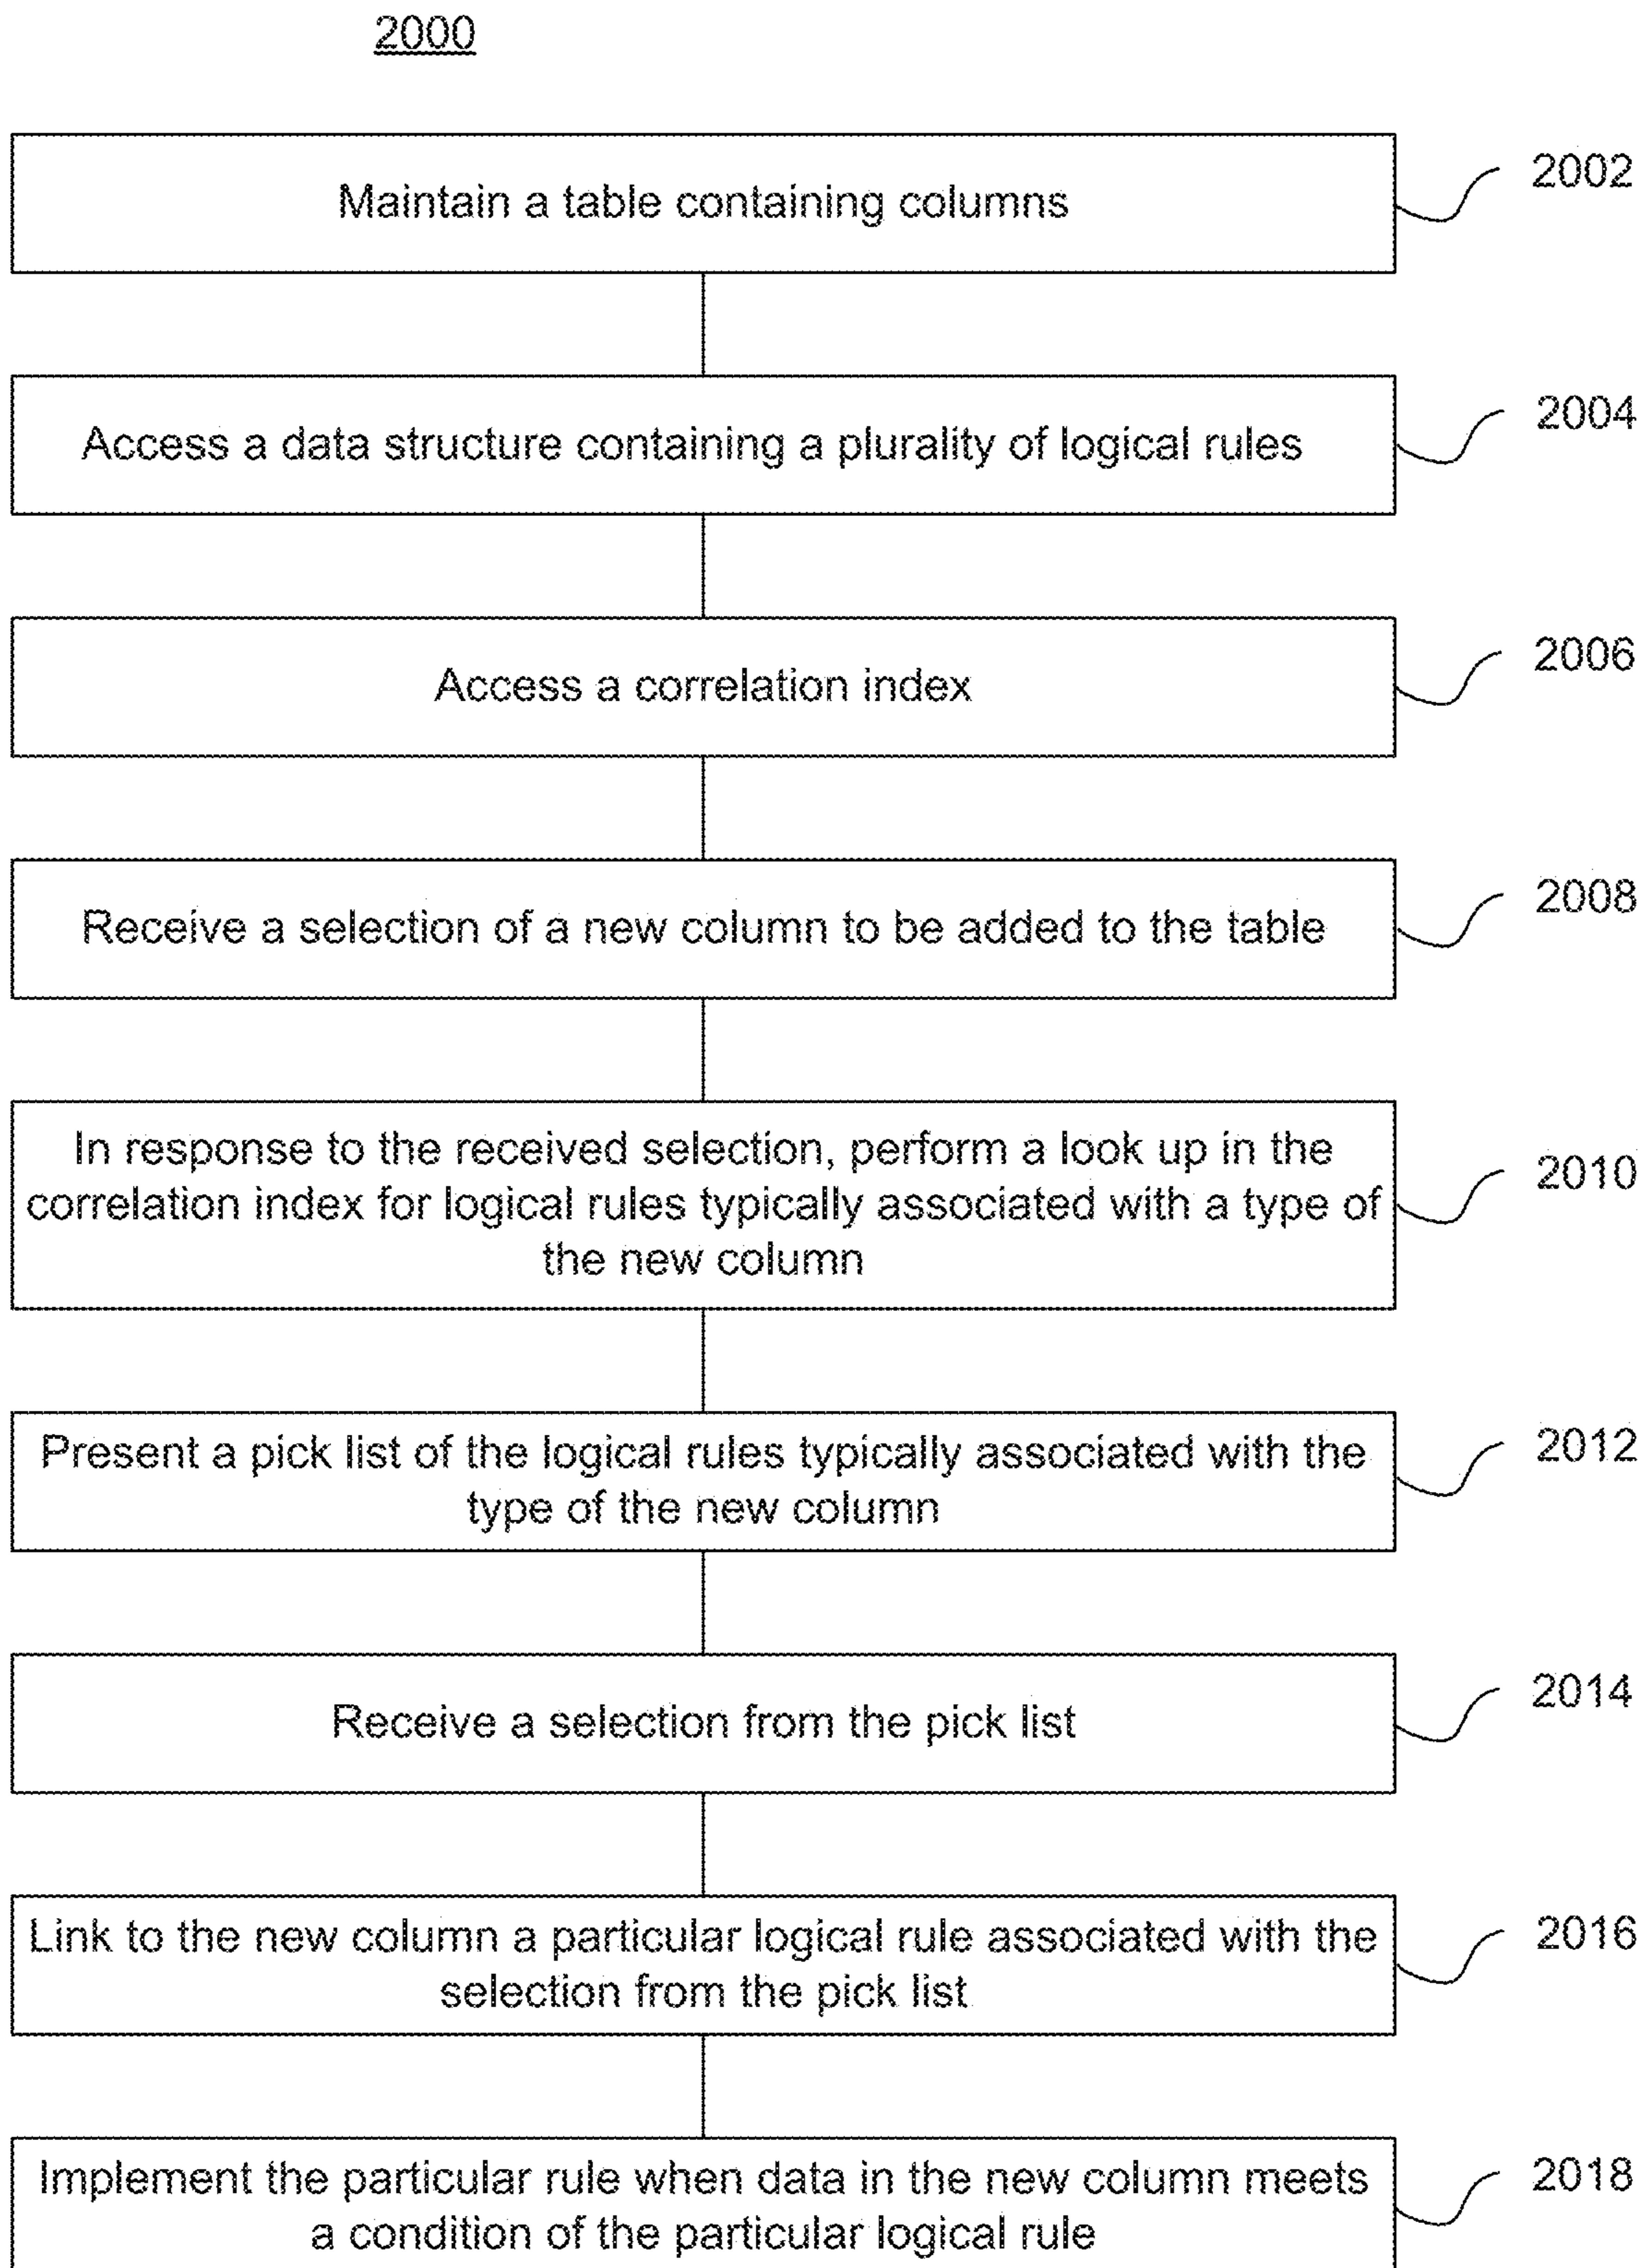 2000
Maintain a table containing columns
2002
Access a data structure containing a plurality of logical rules
2004
Access a correlation index
2006
Receive a selection of a new column to be added to the table
2008
In response to the received selection, perform a look up in the
correlation index for logical rules typically associated with a type of
the new column
2010
Present a pick list of the logical rules typically associated with the
type of the new column
2012
Receive a selection from the pick list
2014
Link to the new column a particular logical rule associated with the
selection from the pick list
2016
Implement the particular rule when data in the new column meets
a condition of the particular logical rule
2018